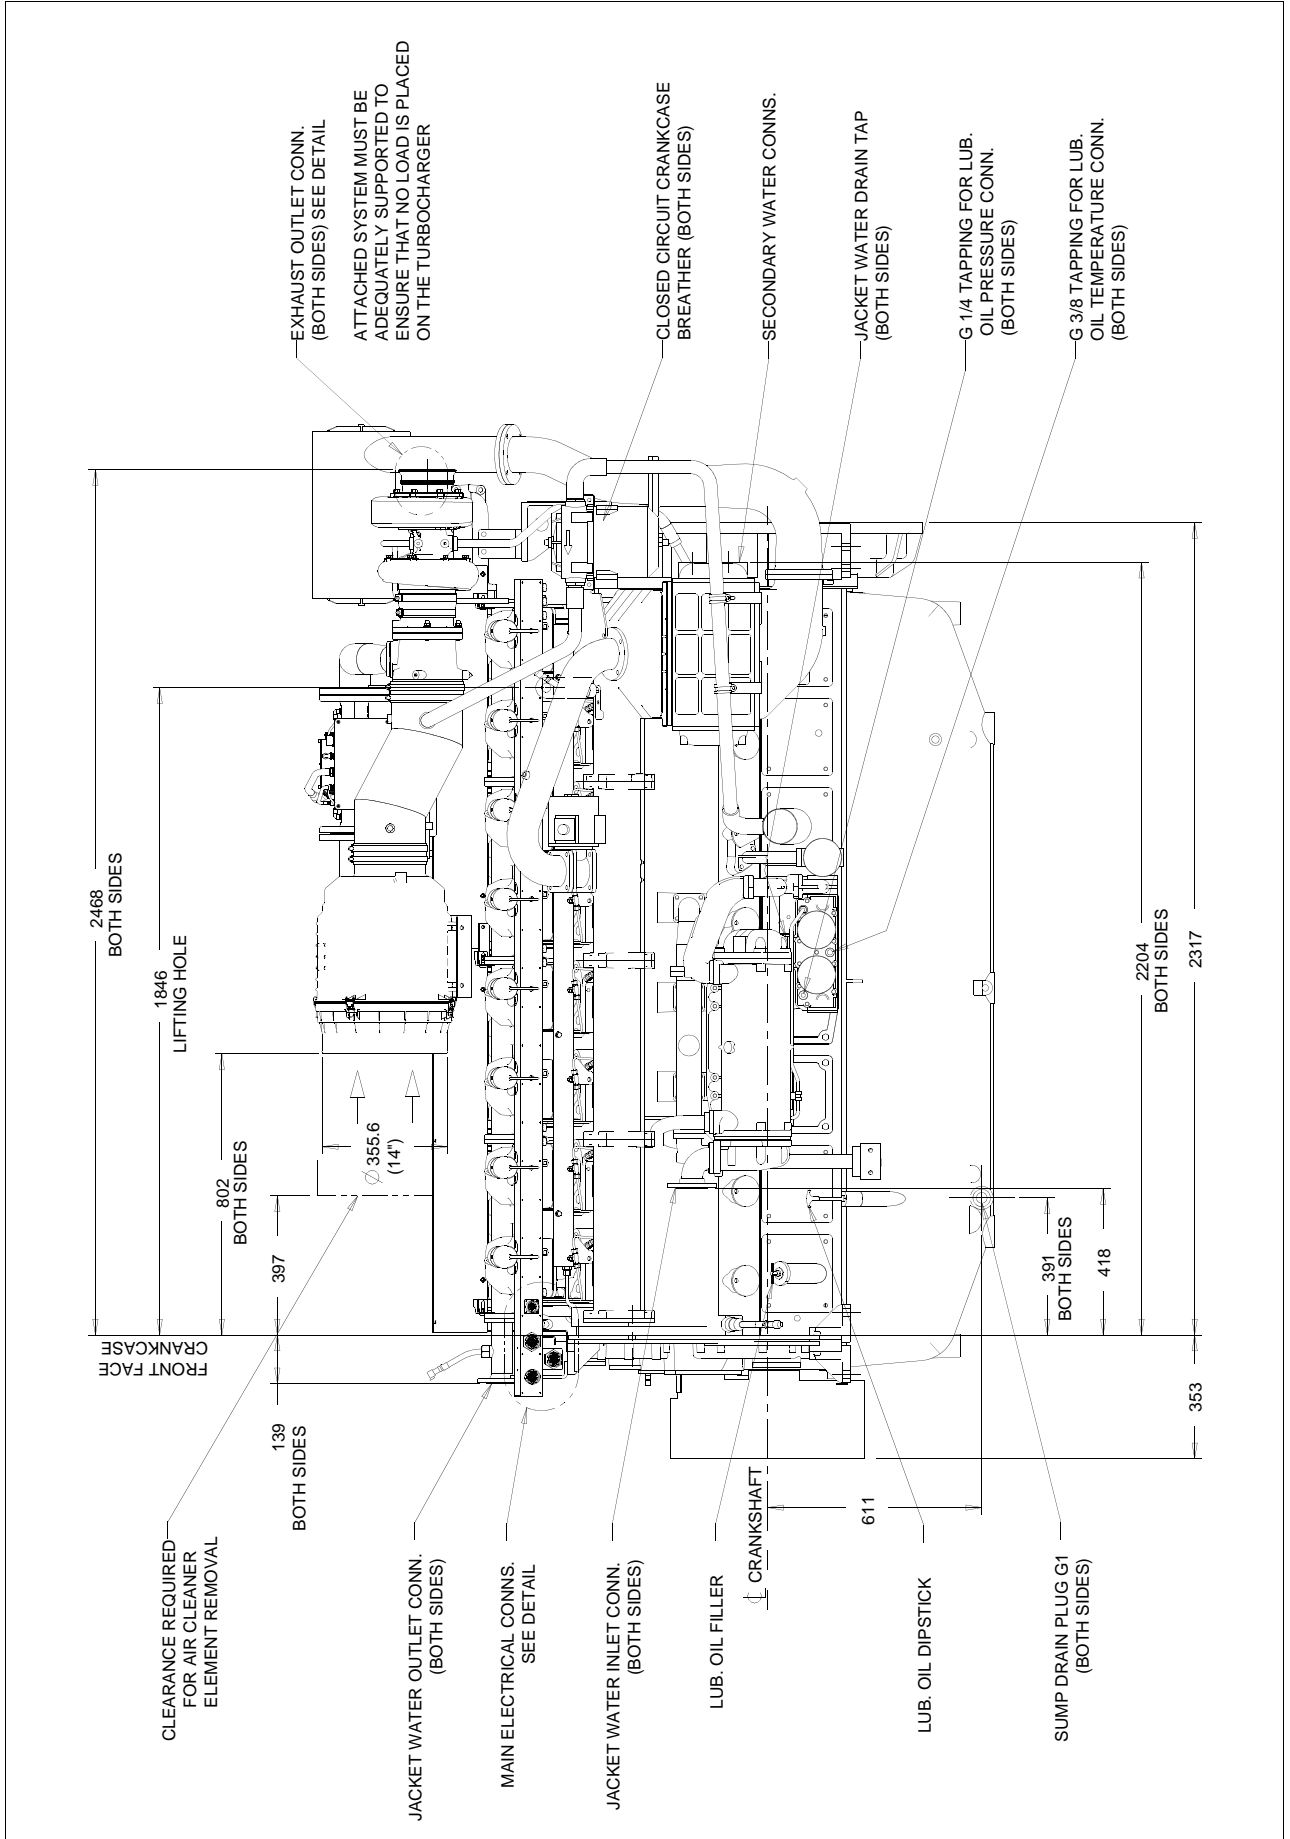 CLEARANCE REQUIRED
FOR AIR CLEANER
ELEMENT REMOVAL
JACKET WATER OUTLET CONN.
(BOTH SIDES)
MAIN ELECTRICAL CONNS.
SEE DETAIL
JACKET WATER INLET CONN.
(BOTH SIDES)
LUB. OIL FILLER
℄ CRANKSHAFT
LUB. OIL DIPSTICK
SUMP DRAIN PLUG G1
(BOTH SIDES)
139
BOTH SIDES
FRONT FACE
CRANKCASE
397
802
BOTH SIDES
1846
LIFTING HOLE
2468
BOTH SIDES
∅ 355.6
(14")
611
353
391
BOTH SIDES
418
2204
BOTH SIDES
2317
EXHAUST OUTLET CONN.
(BOTH SIDES) SEE DETAIL
ATTACHED SYSTEM MUST BE
ADEQUATELY SUPPORTED TO
ENSURE THAT NO LOAD IS PLACED
ON THE TURBOCHARGER
CLOSED CIRCUIT CRANKCASE
BREATHER (BOTH SIDES)
SECONDARY WATER CONNS.
JACKET WATER DRAIN TAP
(BOTH SIDES)
G 1/4 TAPPING FOR LUB.
OIL PRESSURE CONN.
(BOTH SIDES)
G 3/8 TAPPING FOR LUB.
OIL TEMPERATURE CONN.
(BOTH SIDES)